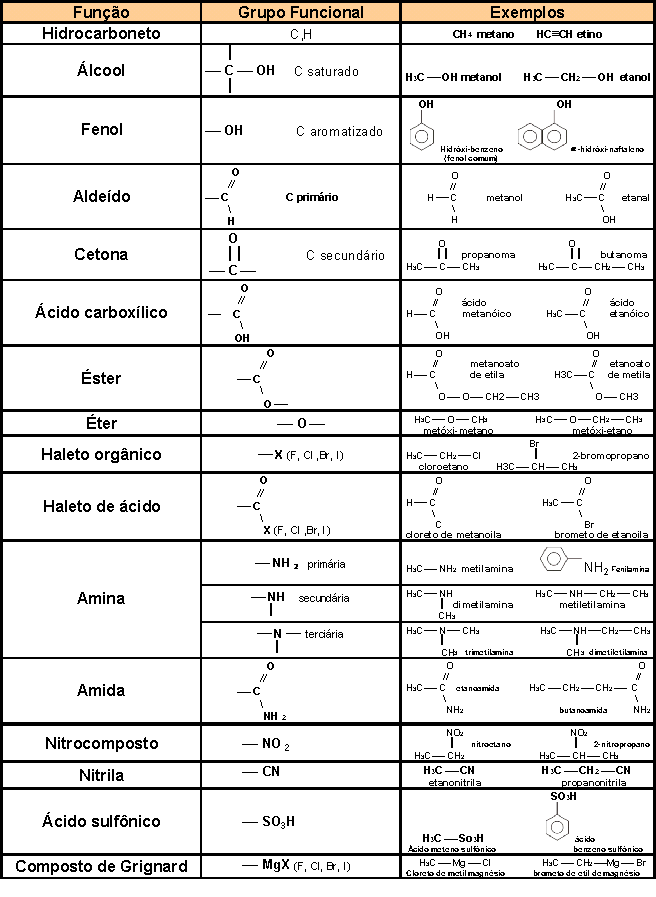 Função Grupo Funcional Exemplos
Hidrocarboneto C,H CH₄ metano HC≡CH etino
Álcool — C — OH C saturado H₃C — OH metanol H₃C — CH₂ — OH etanol
Fenol — OH C aromatizado OH OH
Hidróxi-benzeno
(fenol comum)
α-hidróxi-naftaleno
Aldeído — C O H C primário H — C O H metanol H₃C — C O OH etanal
Cetona O — C — C secundário O H₃C — C — CH₃ propanoma O H₃C — C — CH₂ — CH₃ butanoma
Ácido carboxílico — C O OH H — C O OH ácido
metanóico
H₃C — C O OH ácido
etanóico
Éster — C O O — H — C O O — O — CH2 — CH3 metanoato
de etila
H3C — C O O — CH3 etanoato
de metila
Éter — O — H₃C — O — CH₃ H₃C — O — CH₂ — CH₃
metóxi-metano metóxi-etano
Haleto orgânico — X (F, Cl ,Br, I) H₃C — CH₂ — Cl
cloroetano
Br
H3C — CH — CH₃
2-bromopropano
Haleto de ácido — C O X (F, Cl ,Br, I) H — C O C
cloreto de metanoila
H₃C — C O Br
brometo de etanoila
Amina
— NH ₂ primária H₃C — NH₂ metilamina NH₂ Fenilamina
— NH secundária H₃C — NH CH₃ dimetilamina H₃C — NH — CH₂ — CH₃
metiletilamina
— N — terciária H₃C — N — CH₃ H₃C — NH — CH₂ — CH₃
CH₃ trimetilamina CH₃ dimetiletilamina
Amida — C O NH ₂ H₃C — C O NH₂ etanoamida H₃C — CH₂ — CH₂ — C O NH₂
butanoamida
Nitrocomposto — NO ₂ NO₂ nitroetano NO₂ 2-nitropropano
H₃C — CH₂ H₃C — CH — CH₃
Nitrila — CN H₃C — CN H₃C — CH₂ — CN
etanonitrila propanonitrila
Ácido sulfônico — SO₃H H₃C — So₃H
Ácido meteno sulfônico
SO₃H
ácido
benzeno sulfônico
Composto de Grignard — MgX (F, Cl, Br, I) H₃C — Mg — Cl H₃C — CH₂ — Mg — Br
Cloreto de metil magnésio brometo de etil de magnésio